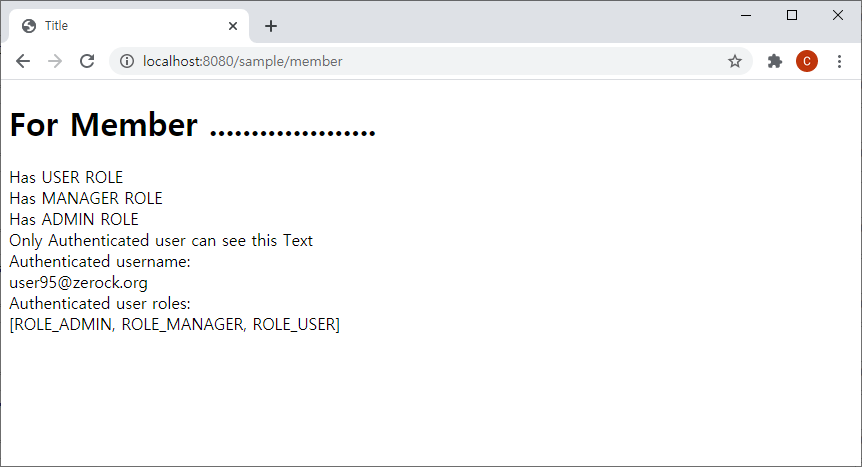 Title
localhost:8080/sample/member
C
For Member ....................
Has USER ROLE
Has MANAGER ROLE
Has ADMIN ROLE
Only Authenticated user can see this Text
Authenticated username:
user95@zerock.org
Authenticated user roles:
[ROLE_ADMIN, ROLE_MANAGER, ROLE_USER]